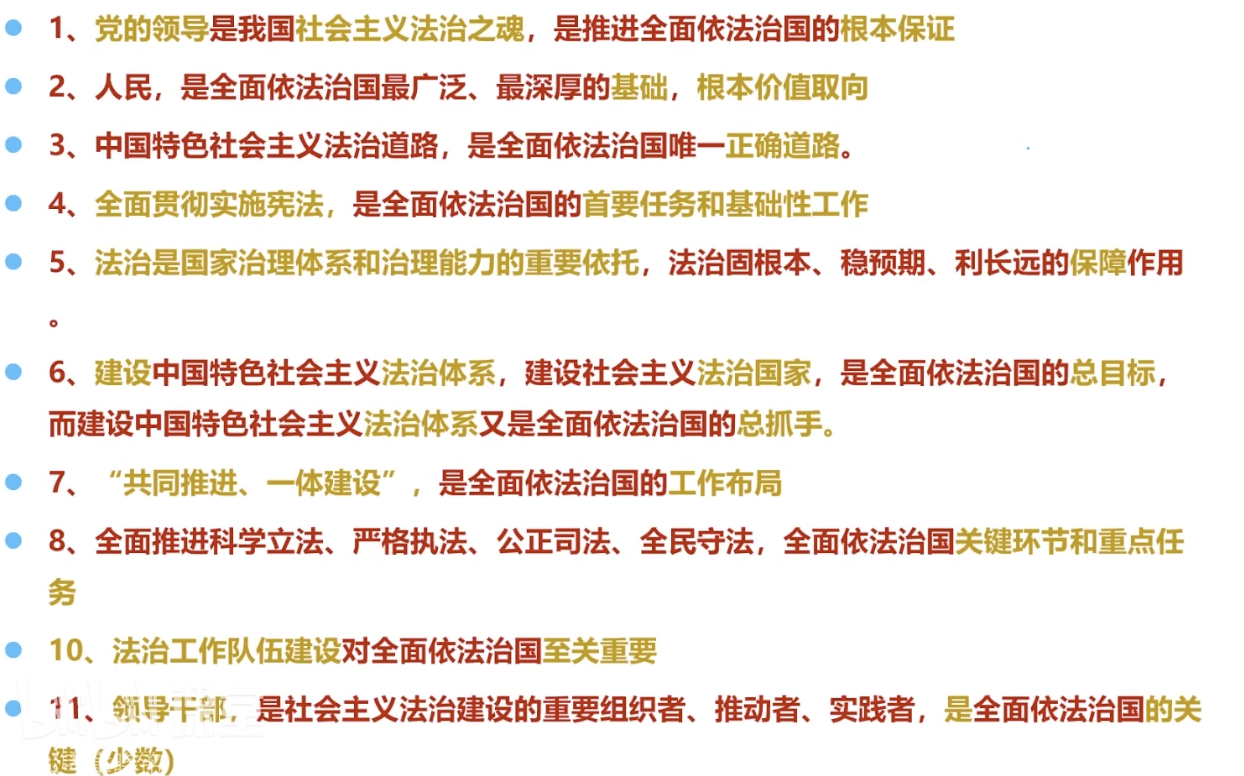 1、党的领导是我国社会主义法治之魂，是推进全面依法治国的根本保证
2、人民，是全面依法治国最广泛、最深厚的基础，根本价值取向
3、中国特色社会主义法治道路，是全面依法治国唯一正确道路。
4、全面贯彻实施宪法，是全面依法治国的首要任务和基础性工作
5、法治是国家治理体系和治理能力的重要依托，法治固根本、稳预期、利长远的保障作用
。
6、建设中国特色社会主义法治体系，建设社会主义法治国家，是全面依法治国的总目标，
而建设中国特色社会主义法治体系又是全面依法治国的总抓手。
7、“共同推进、一体建设”，是全面依法治国的工作布局
8、全面推进科学立法、严格执法、公正司法、全民守法，全面依法治国关键环节和重点任
务
10、法治工作队伍建设对全面依法治国至关重要
11、领导干部，是社会主义法治建设的重要组织者、推动者、实践者，是全面依法治国的关
键（少数）